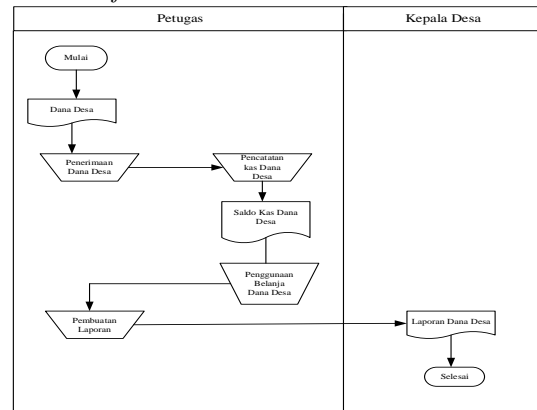 Petugas
Kepala Desa
Mulai
Dana Desa
Penerimaan
Dana Desa
Pencatatan
kas Dana
Desa
Saldo Kas Dana
Desa
Penggunaan
Belanja
Dana Desa
Pembuatan
Laporan
Laporan Dana Desa
Selesai